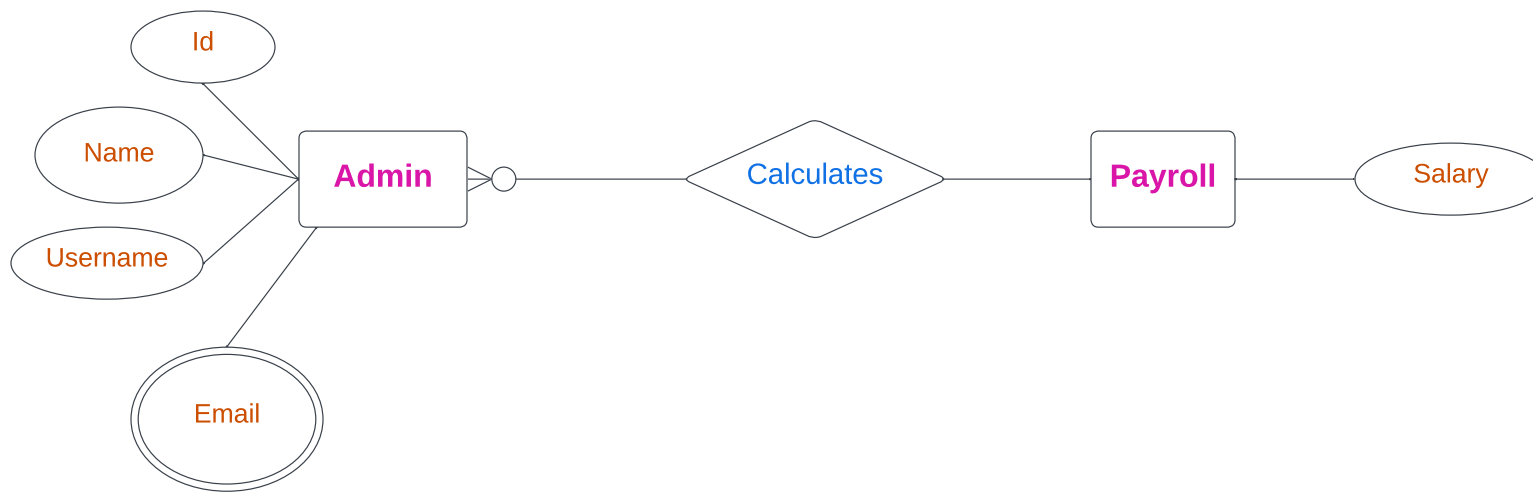 Id
Name
Admin
Calculates
Payroll
Salary
Username
Email